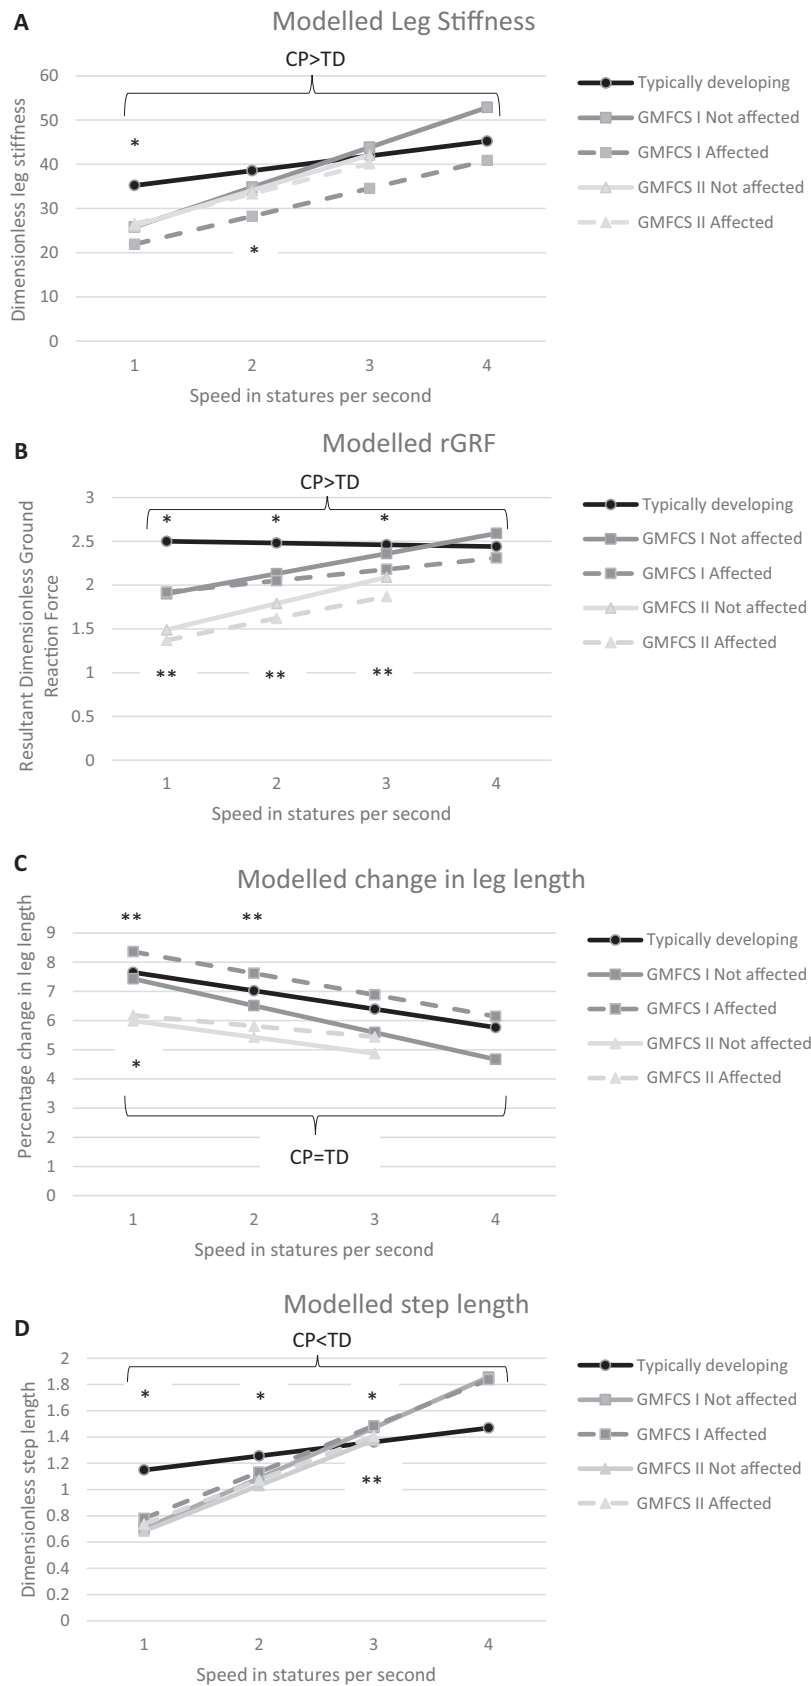 A
Modelled Leg Stiffness
CP>TD
60
50
40
30
20
10
0
*
*
Dimensionless leg stiffness
1 2 3 4
Speed in statures per second
Typically developing
GMFCS I Not affected
GMFCS I Affected
GMFCS II Not affected
GMFCS II Affected
B
Modelled rGRF
CP>TD
3
2.5
2
1.5
1
0.5
0
* * *
** ** **
Resultant Dimensionless Ground
Reaction Force
1 2 3 4
Speed in statures per second
Typically developing
GMFCS I Not affected
GMFCS I Affected
GMFCS II Not affected
GMFCS II Affected
C
Modelled change in leg length
** **
9
8
7
6
5
4
3
2
1
0
*
CP=TD
Percentage change in leg length
1 2 3 4
Speed in statures per second
Typically developing
GMFCS I Not affected
GMFCS I Affected
GMFCS II Not affected
GMFCS II Affected
D
Modelled step length
CP<TD
2
1.8
1.6
1.4
1.2
1
0.8
0.6
0.4
0.2
0
* * *
**
Dimensionless step length
1 2 3 4
Speed in statures per second
Typically developing
GMFCS I Not affected
GMFCS I Affected
GMFCS II Not affected
GMFCS II Affected